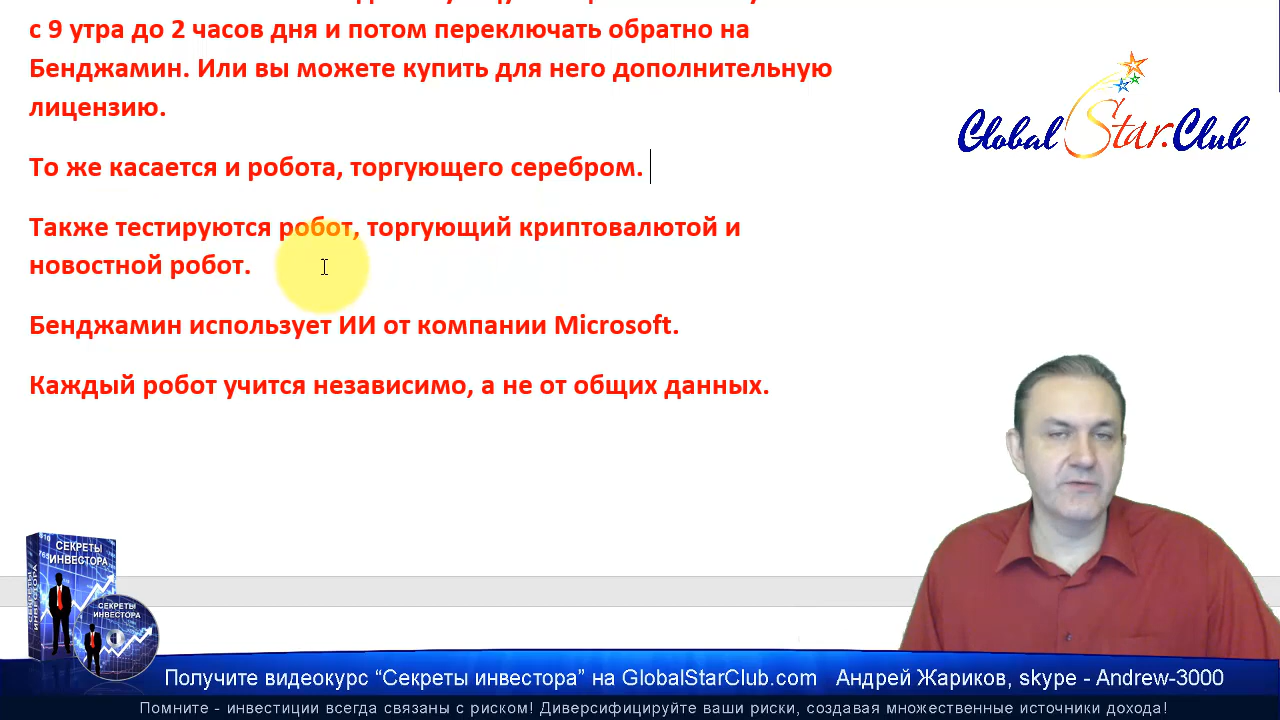 с 9 утра до 2 часов дня и потом переключать обратно на
Бенджамин. Или вы можете купить для него дополнительную
лицензию.
То же касается и робота, торгующего серебром.
Также тестируются робот, торгующий криптовалютой и
новостной робот.
Бенджамин использует ИИ от компании Microsoft.
Каждый робот учится независимо, а не от общих данных.
Global Star.Club
СЕКРЕТЫ
ИНВЕСТОРА
СЕКРЕТЫ
ИНВЕСТОРА
СЕКРЕТЫ
ИНВЕСТОРА
Получите видеокурс “Секреты инвестора” на GlobalStarClub.com Андрей Жариков, skype - Andrew-3000
Помните - инвестиции всегда связаны с риском! Диверсифицируйте ваши риски, создавая множественные источники дохода!